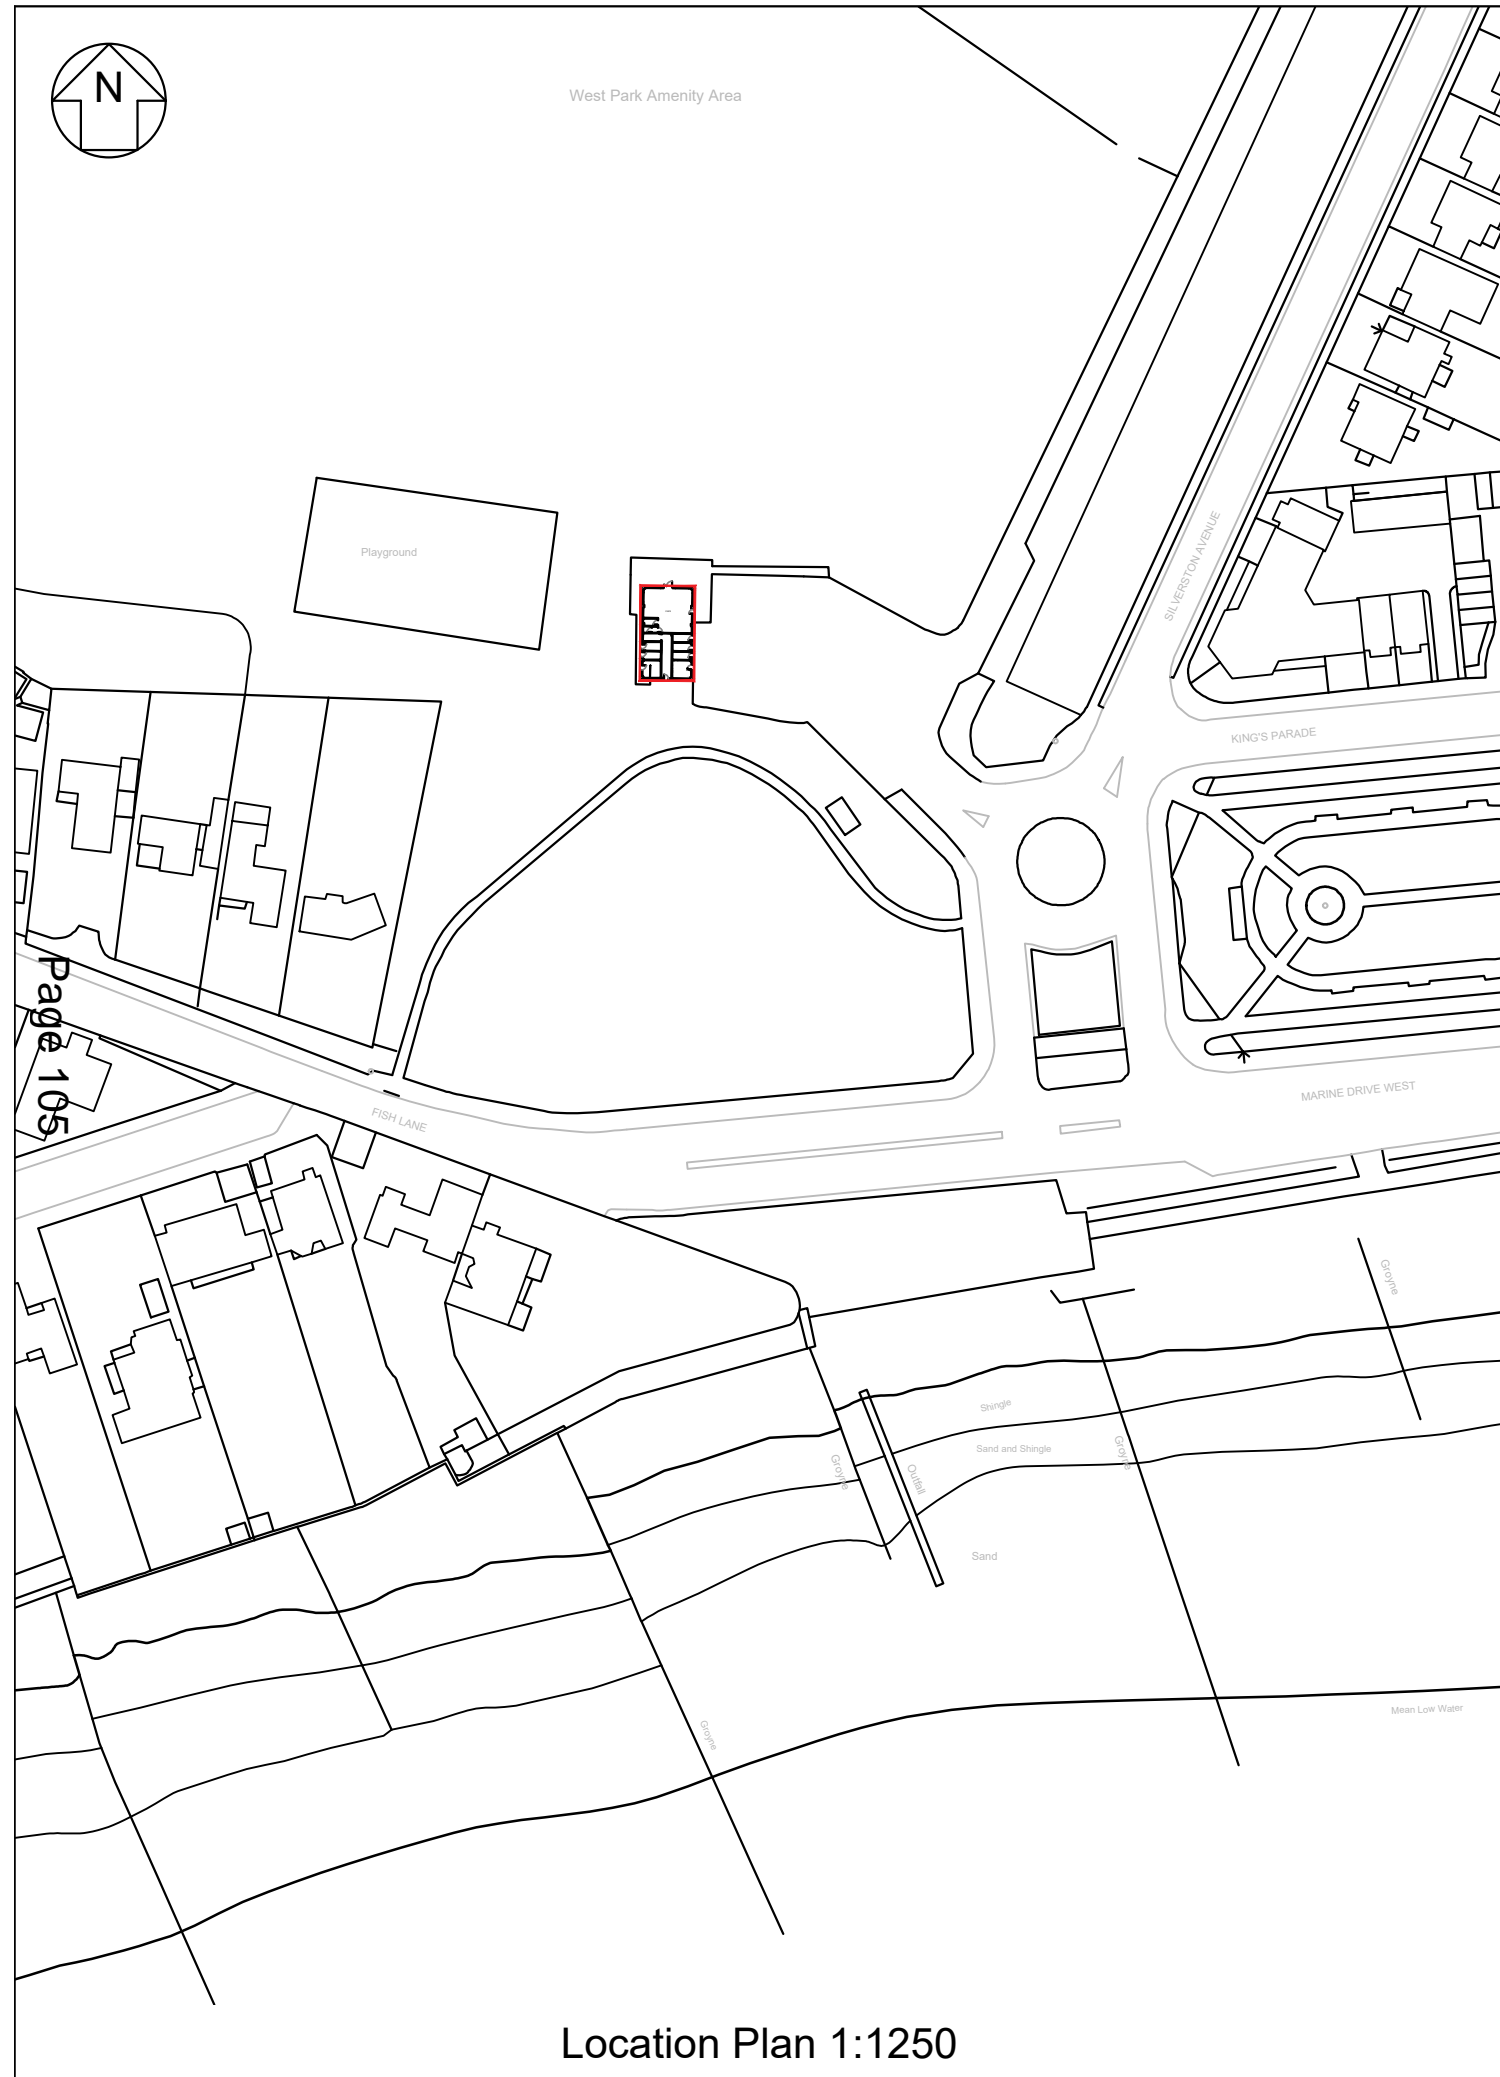 N
West Park Amenity Area
Playground
SILVERSTON AVENUE
KING'S PARADE
Page 105
FISH LANE
MARINE DRIVE WEST
Groyne
Shingle
Sand and Shingle
Groyne
Groyne
Outfall
Sand
Mean Low Water
Groyne
Location Plan 1:1250